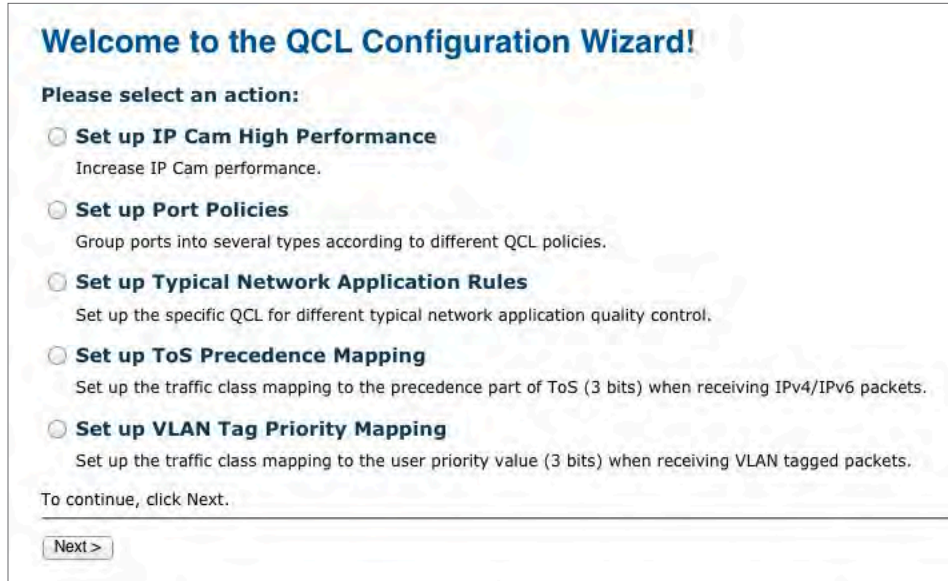 Welcome to the QCL Configuration Wizard!
Please select an action:
Set up IP Cam High Performance
Increase IP Cam performance.
Set up Port Policies
Group ports into several types according to different QCL policies.
Set up Typical Network Application Rules
Set up the specific QCL for different typical network application quality control.
Set up ToS Precedence Mapping
Set up the traffic class mapping to the precedence part of ToS (3 bits) when receiving IPv4/IPv6 packets.
Set up VLAN Tag Priority Mapping
Set up the traffic class mapping to the user priority value (3 bits) when receiving VLAN tagged packets.
To continue, click Next.
Next >